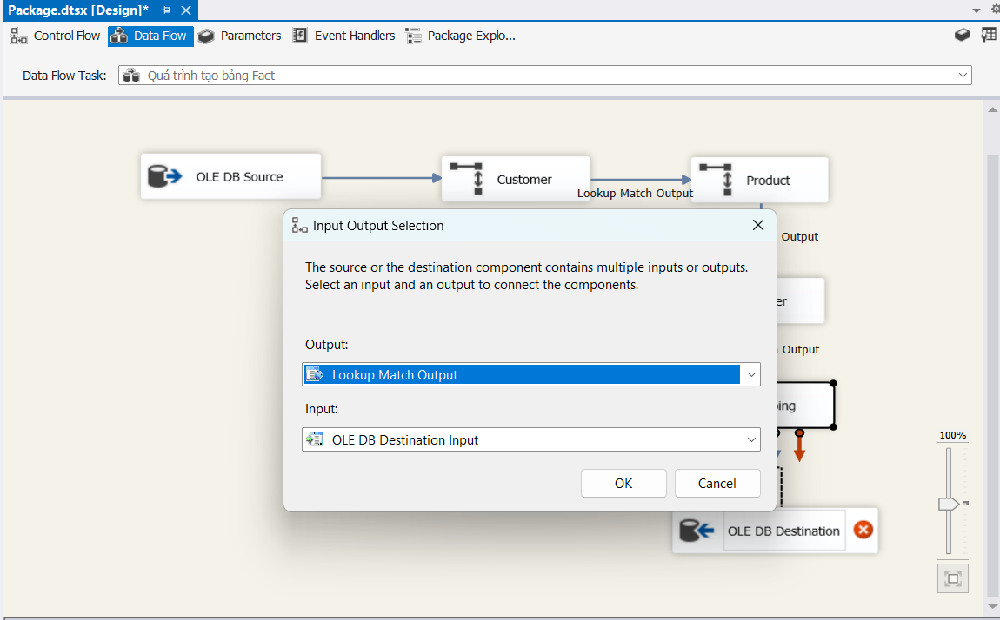 Package.dtsx [Design]*
Control Flow Data Flow Parameters Event Handlers Package Explo...
Data Flow Task: Quá trình tạo bảng Fact
OLE DB Source Customer Product
Lookup Match Output
Input Output Selection
Output
The source or the destination component contains multiple inputs or outputs.
Select an input and an output to connect the components.
er
Output:
Output
Lookup Match Output
Input:
ing
OLE DB Destination Input
100%
OK Cancel
OLE DB Destination